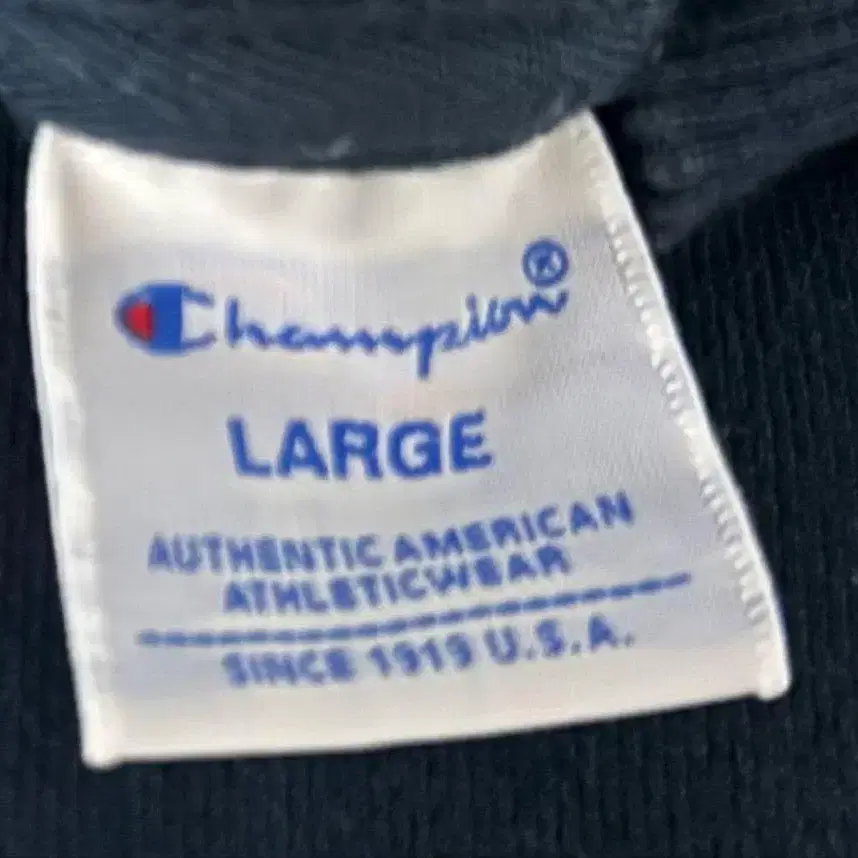 Champion®
LARGE
AUTHENTIC AMERICAN
ATHLETICWEAR
SINCE 1919 U.S.A.